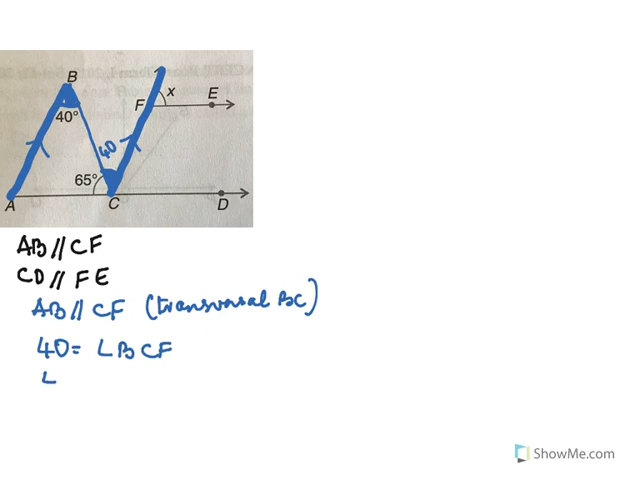 B
F
x
E
40°
40
65°
A
C
D
AB // CF
CD // FE
AB // CF (transversal BC)
40 = ∠BCF
∠
ShowMe.com